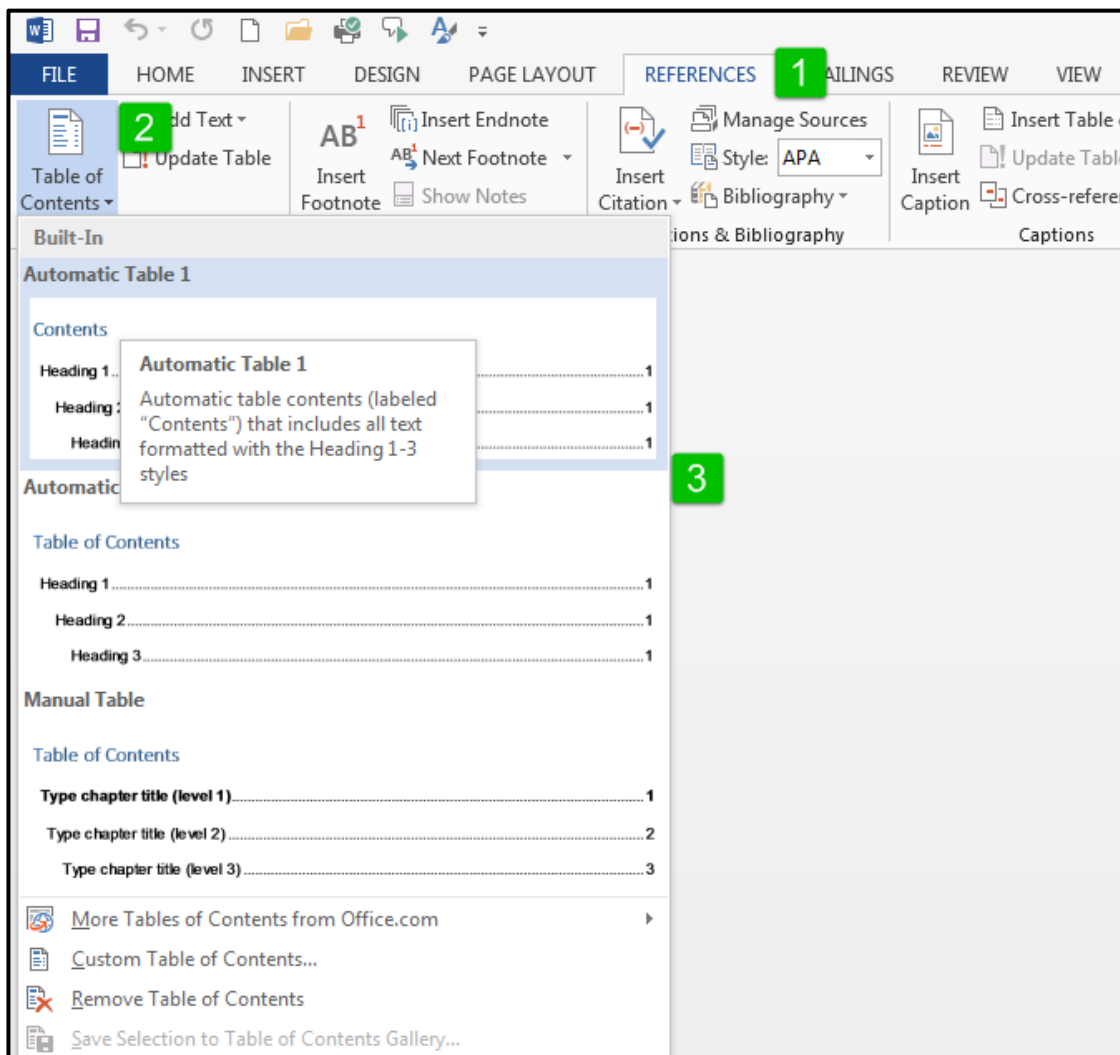 FILE HOME INSERT DESIGN PAGE LAYOUT REFERENCES 1 AILINGS REVIEW VIEW
Table of
Contents
2
dd Text
Update Table
AB1
Insert
Footnote
Insert Endnote
AB1 Next Footnote
Show Notes
Insert
Citation
Manage Sources
Style: APA
Bibliography
ions & Bibliography
Insert
Caption
Insert Table
Update Tabl
Cross-refere
Captions
Built-In
Automatic Table 1
Contents
Heading 1 1
Heading 1
Headin 1
Automatic Table 1
Automatic table contents (labeled
"Contents") that includes all text
formatted with the Heading 1-3
styles
3
Automatic
Table of Contents
Heading 1 1
Heading 2 1
Heading 3 1
Manual Table
Table of Contents
Type chapter title (level 1) 1
Type chapter title (level 2) 2
Type chapter title (level 3) 3
More Tables of Contents from Office.com
Custom Table of Contents...
Remove Table of Contents
Save Selection to Table of Contents Gallery...